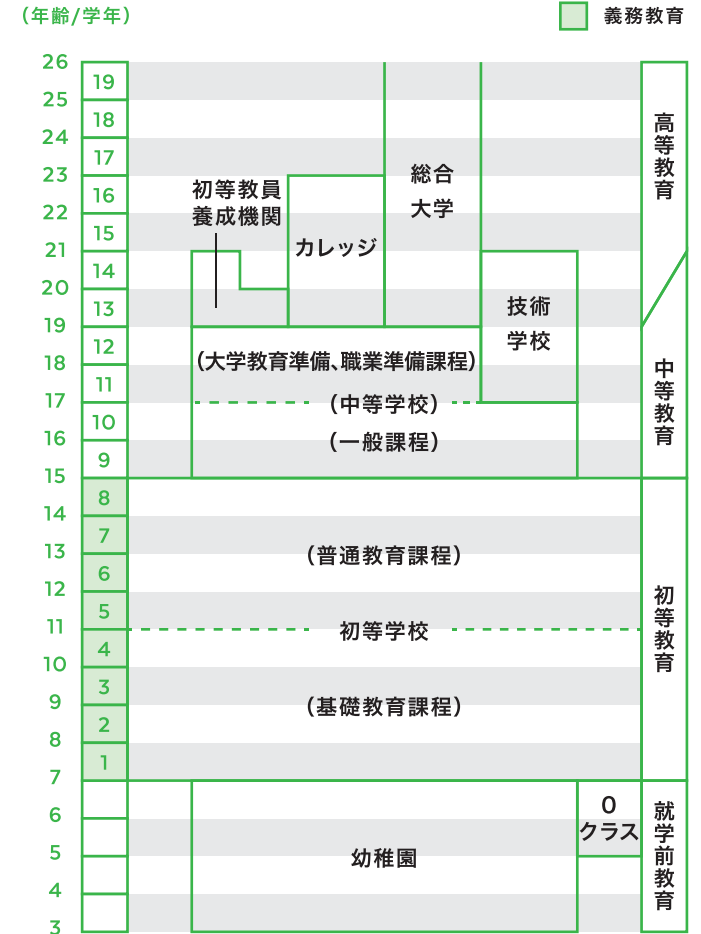 （年齢/学年）
義務教育
26
25
24
23
22
21
20
19
18
17
16
15
14
13
12
11
10
9
8
7
6
5
4
3
19
18
17
16
15
14
13
12
11
10
9
8
7
6
5
4
3
2
1
初等教員
養成機関
カレッジ
総合
大学
技術
学校
（大学教育準備、職業準備課程）
（中等学校）
（一般課程）
（普通教育課程）
初等学校
（基礎教育課程）
幼稚園
0
クラス
高等教育
中等教育
初等教育
就学前教育